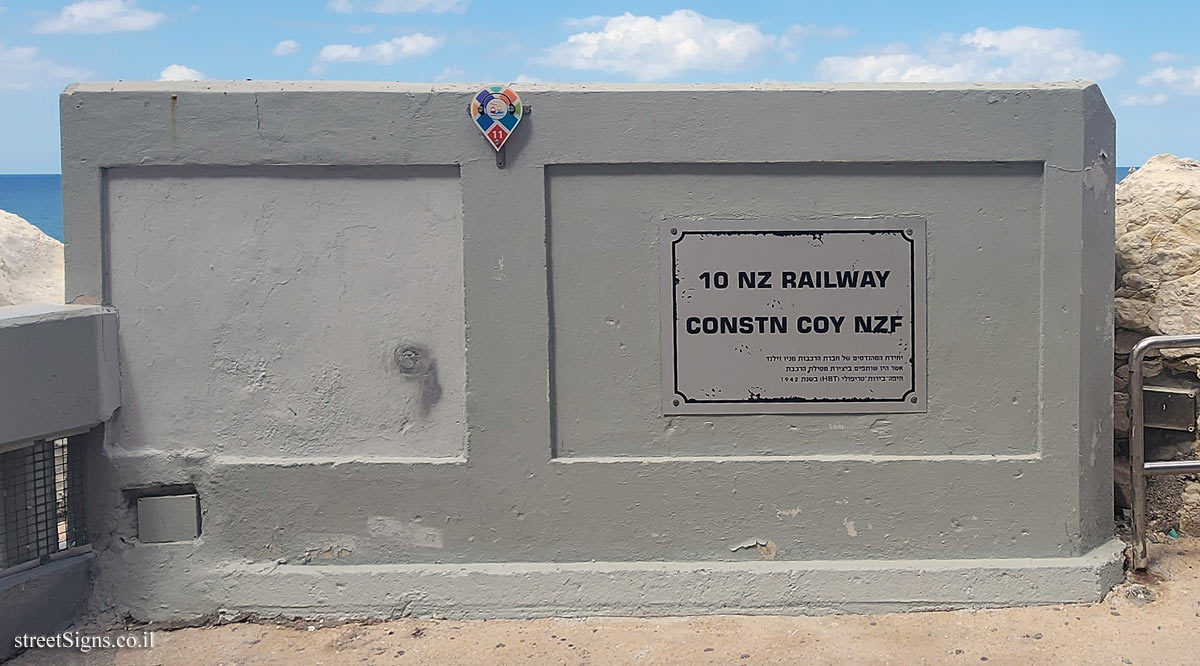 11
10 NZ RAILWAY
CONSTN COY NZF
יחידת המהנדסים של חברת הרכבות מניו זילנד
אשר היו שותפים ביצירת מסילת הרכבת
חיפה-ביירות-טריפולי (HBT) בשנת 1942
streetSigns.co.il